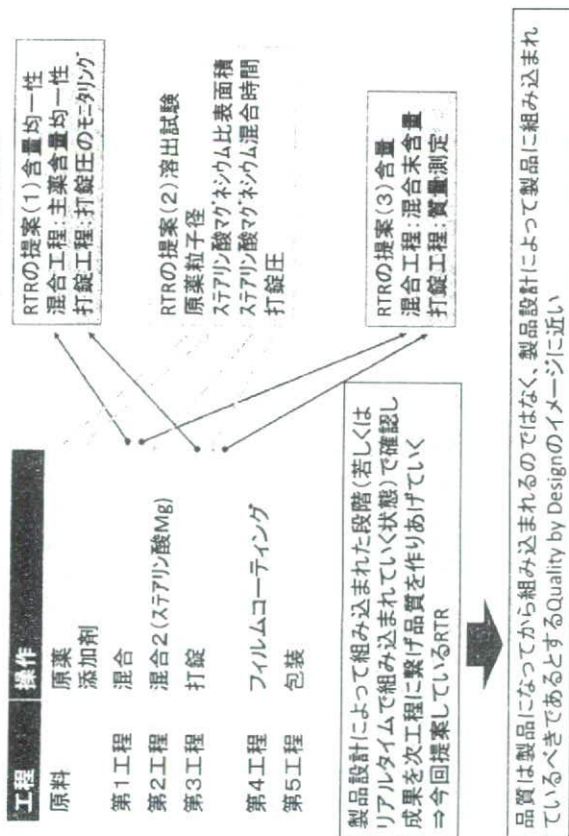 工程 操作
原料 原薬
添加剤
第1工程 混合
第2工程 混合2(ステアリン酸Mg)
第3工程 打錠
第4工程 フィルムコーティング
第5工程 包装
RTRの提案(1)含量均一性
混合工程:主薬含量均一性
打錠工程:打錠圧のモニタリング
RTRの提案(2)溶出試験
原薬粒子径
ステアリン酸マグネシウム比表面積
ステアリン酸マグネシウム混合時間
打錠圧
RTRの提案(3)含量
混合工程:混合末含量
打錠工程:質量測定
製品設計によって組み込まれた段階(若しくは
リアルタイムで組み込まれていく状態)で確認し
成果を次工程に繋げ品質を作りあげていく
⇒今回提案しているRTR
品質は製品になってから組み込まれるのではなく、製品設計によって製品に組み込まれ
ているべきであるとするQuality by Designのイメージに近い